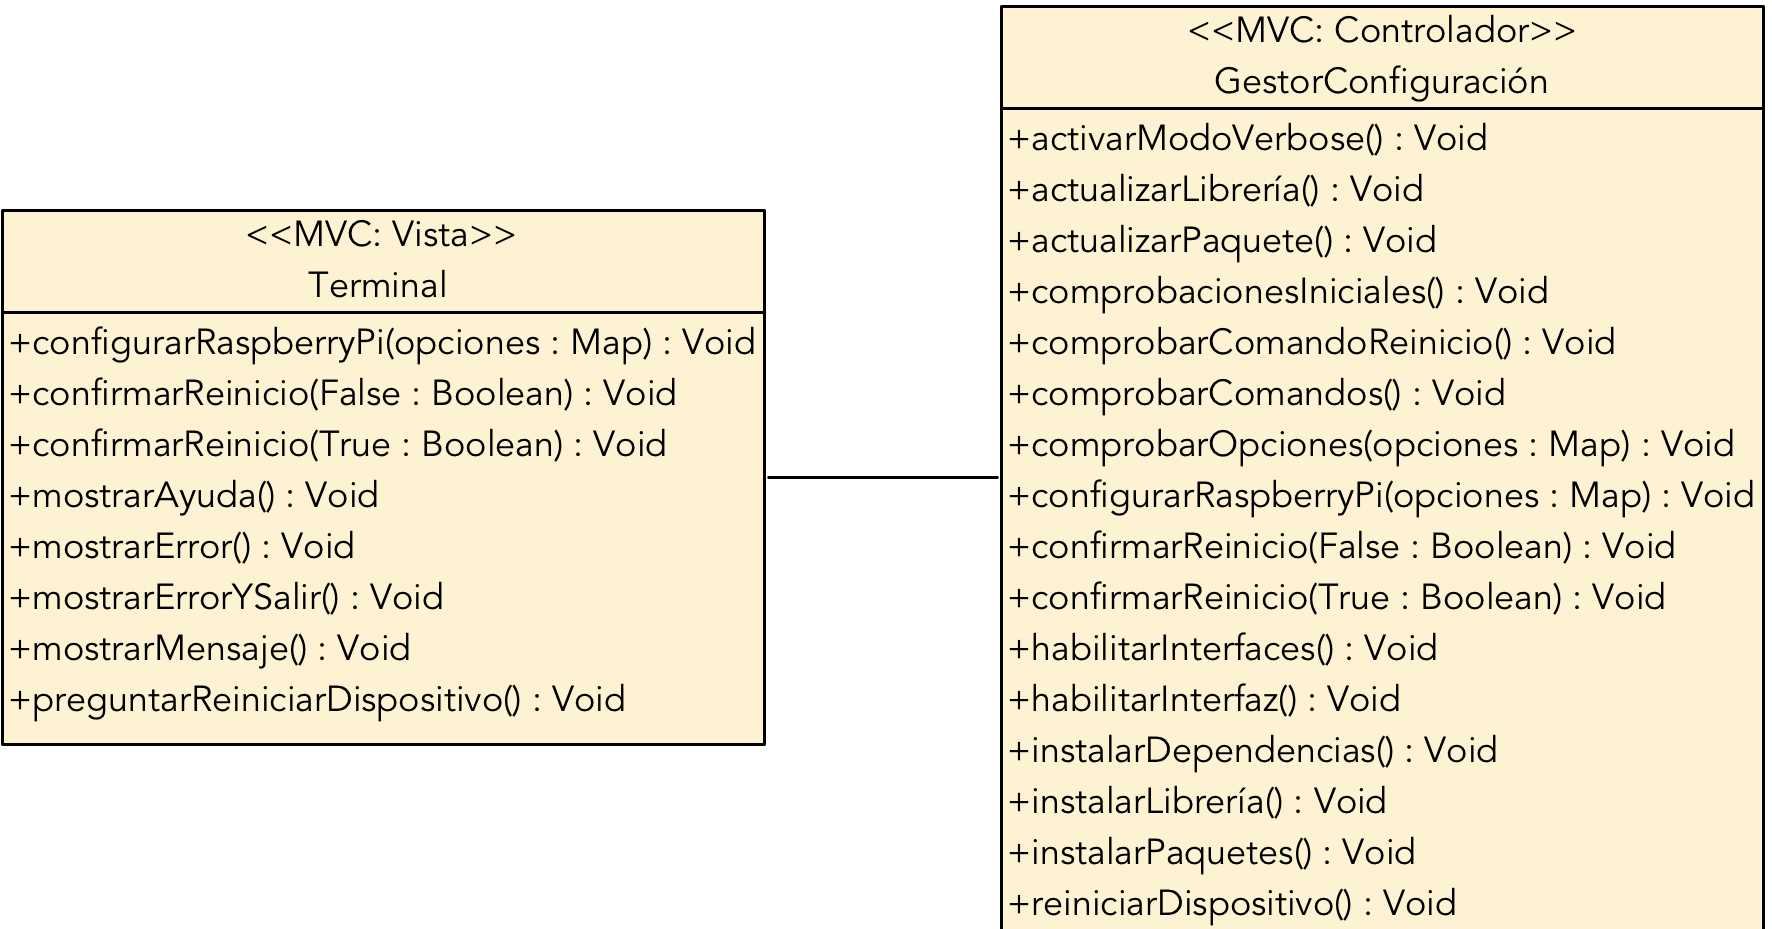 <<MVC: Vista>>
Terminal
+configurarRaspberryPi(opciones : Map) : Void
+confirmarReinicio(False : Boolean) : Void
+confirmarReinicio(True : Boolean) : Void
+mostrarAyuda() : Void
+mostrarError() : Void
+mostrarErrorYSalir() : Void
+mostrarMensaje() : Void
+preguntarReiniciarDispositivo() : Void
<<MVC: Controlador>>
GestorConfiguración
+activarModoVerbose() : Void
+actualizarLibrería() : Void
+actualizarPaquete() : Void
+comprobacionesIniciales() : Void
+comprobarComandoReinicio() : Void
+comprobarComandos() : Void
+comprobarOpciones(opciones : Map) : Void
+configurarRaspberryPi(opciones : Map) : Void
+confirmarReinicio(False : Boolean) : Void
+confirmarReinicio(True : Boolean) : Void
+habilitarInterfaces() : Void
+habilitarInterfaz() : Void
+instalarDependencias() : Void
+instalarLibrería() : Void
+instalarPaquetes() : Void
+reiniciarDispositivo() : Void